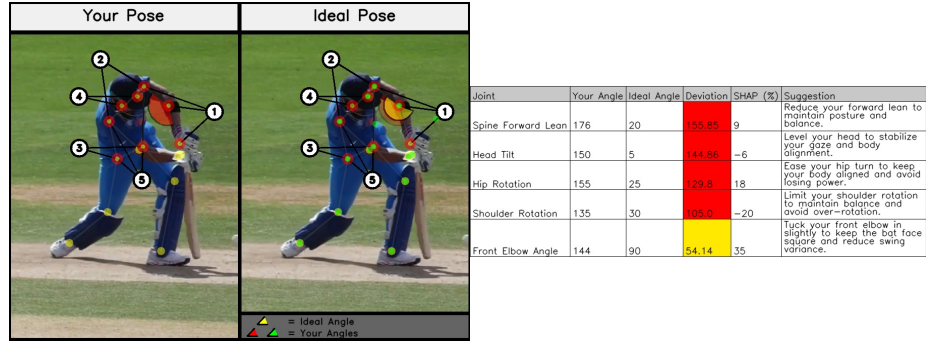 Your Pose
Ideal Pose
2
4
1
3
5
2
4
1
3
5
= Ideal Angle
= Your Angles
Joint Your Angle Ideal Angle Deviation SHAP (%) Suggestion
Spine Forward Lean 176 20 155.85 9 Reduce your forward lean to
maintain posture and
balance.
Head Tilt 150 5 144.86 −6 Level your head to stabilize
your gaze and body
alignment.
Hip Rotation 155 25 129.8 18 Ease your hip turn to keep
your body aligned and avoid
losing power.
Shoulder Rotation 135 30 105.0 −20 Limit your shoulder rotation
to maintain balance and
avoid over−rotation.
Front Elbow Angle 144 90 54.14 35 Tuck your front elbow in
slightly to keep the bat face
square and reduce swing
variance.